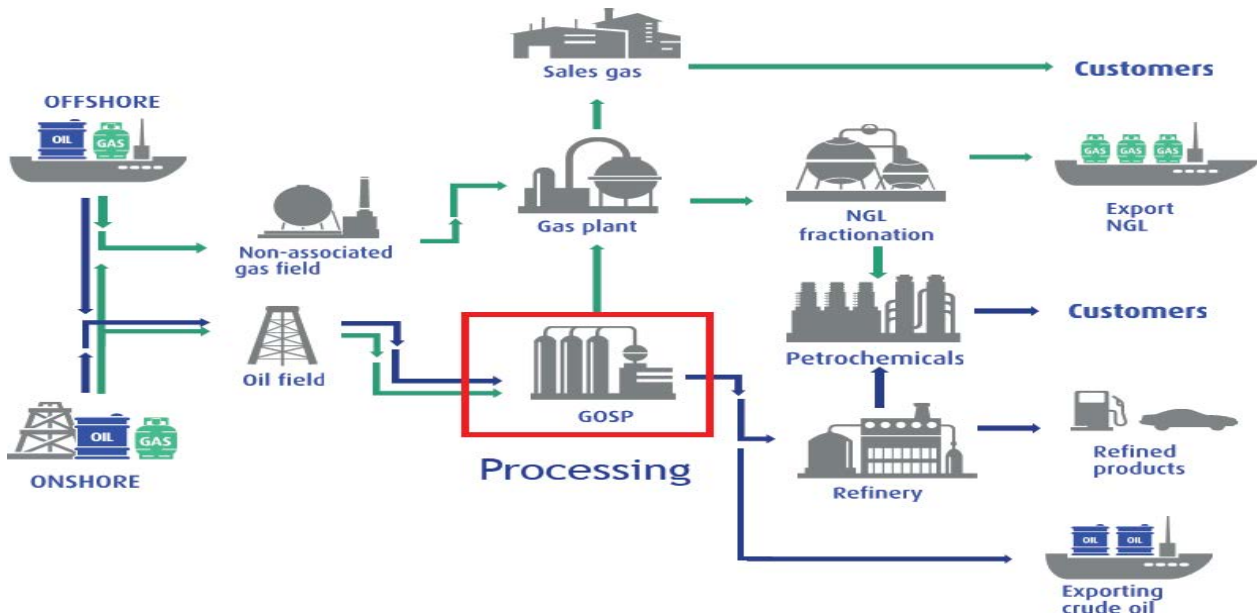 Sales gas
Customers
OFFSHORE
OIL
GAS
GAS GAS GAS
Gas plant
NGL
fractionation
Export
NGL
Non-associated
gas field
Customers
Petrochemicals
Oil field
GOSP
OIL
GAS
ONSHORE
Processing
Refinery
Refined
products
OIL OIL
Exporting
crude oil